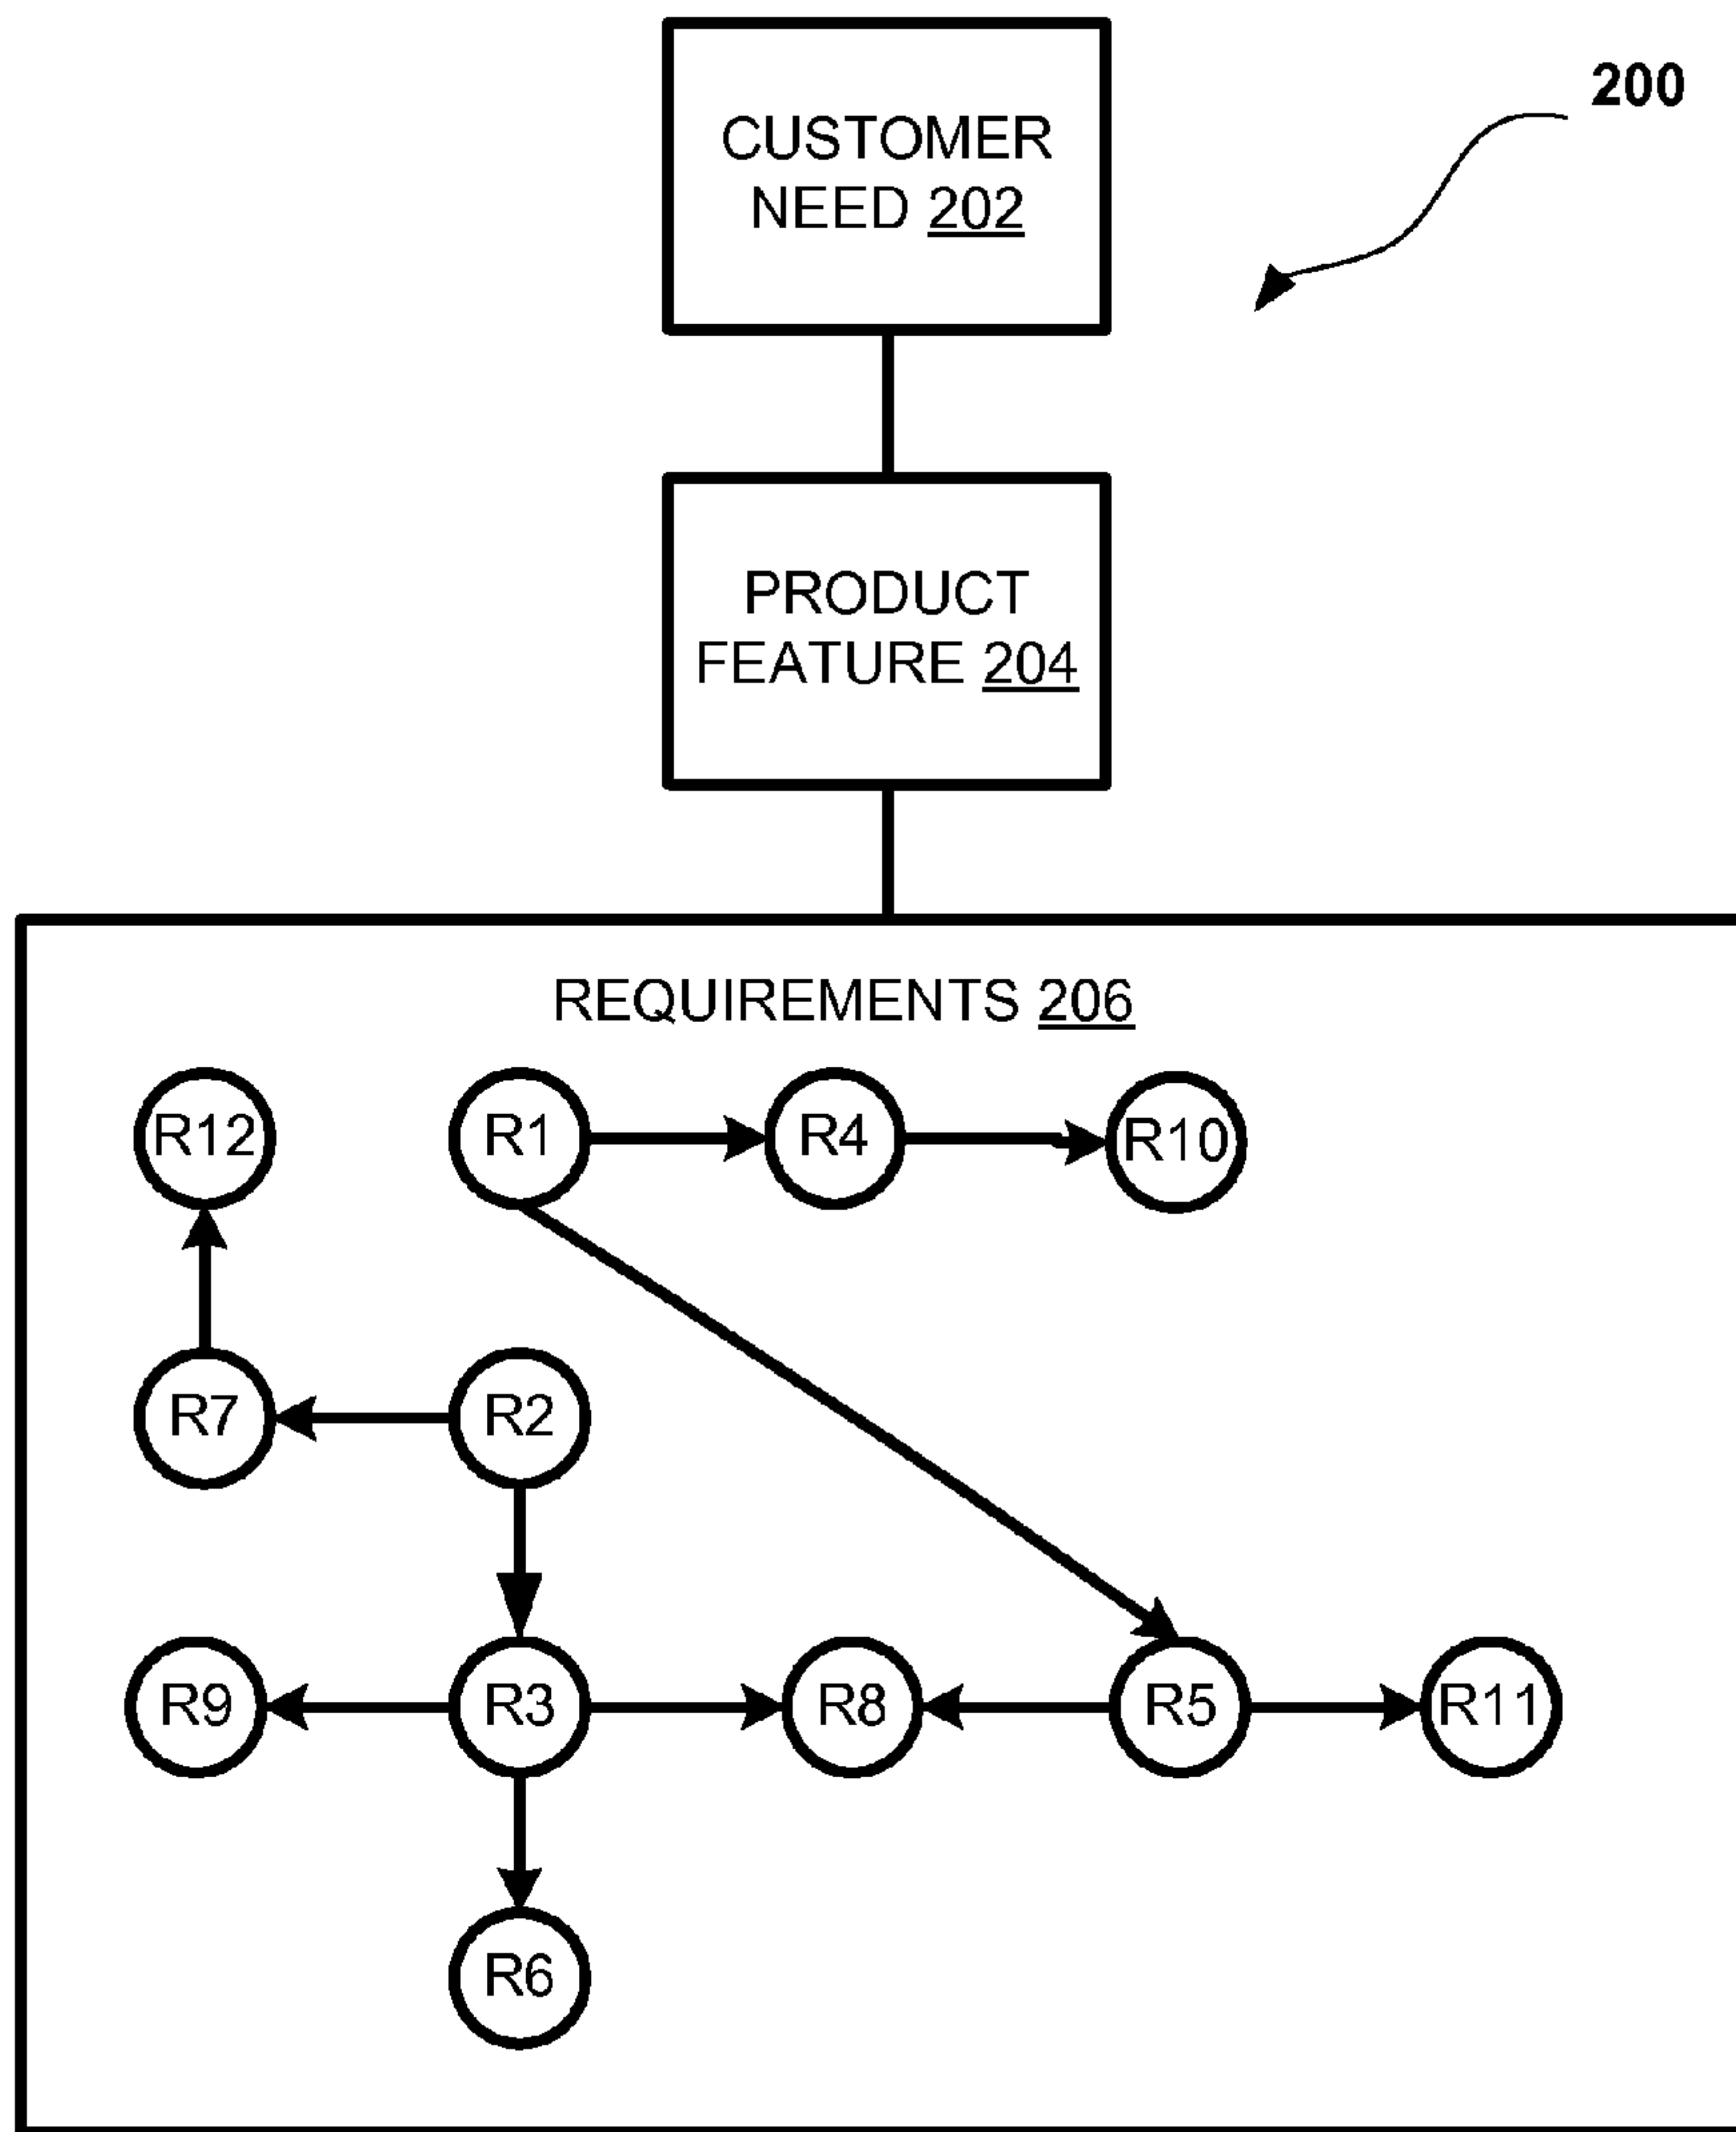 200
CUSTOMER
NEED 202
PRODUCT
FEATURE 204
REQUIREMENTS 206
R12 R1 R4 R10
R7 R2
R9 R3 R8 R5 R11
R6